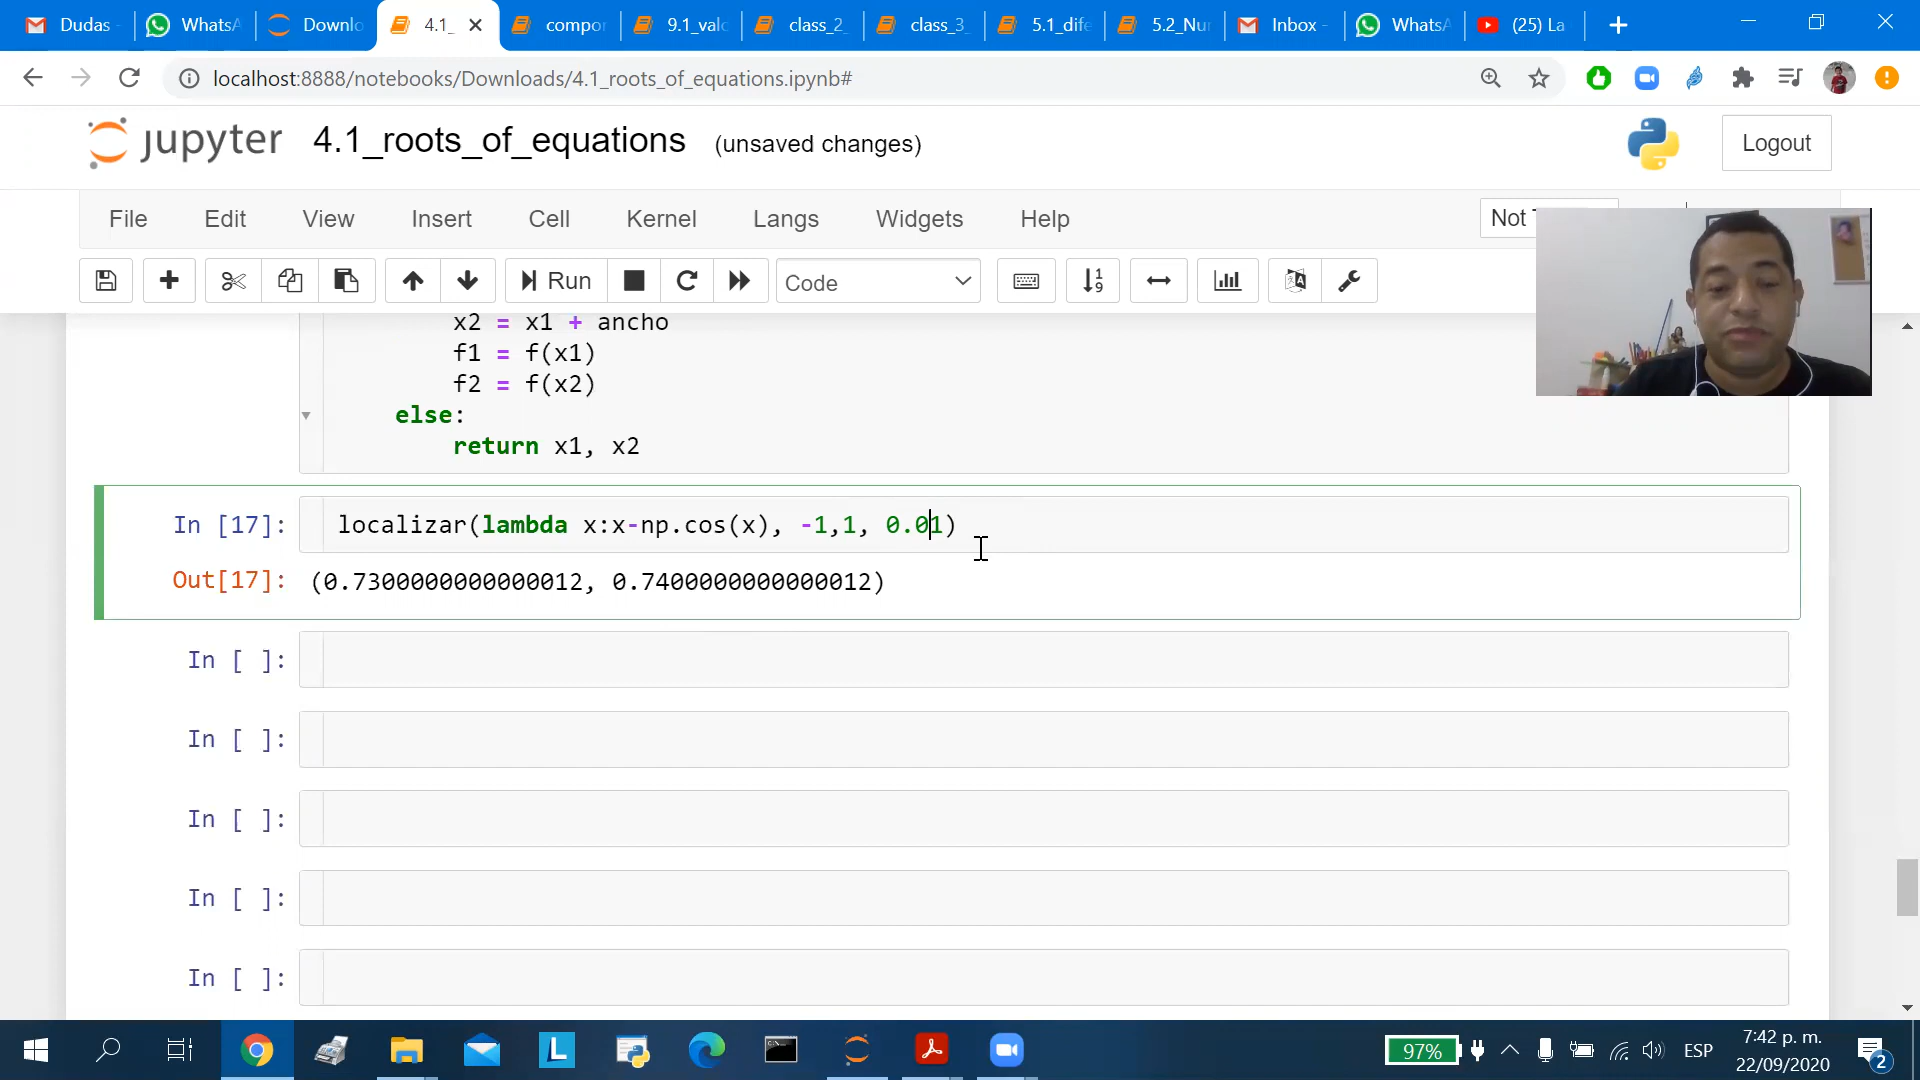 Dudas
WhatsA
Downlo
4.1_
compor
9.1_valo
class_2_
class_3_
5.1_dife
5.2_Nu
Inbox -
WhatsA
(25) La
localhost:8888/notebooks/Downloads/4.1_roots_of_equations.ipynb#
jupyter 4.1_roots_of_equations (unsaved changes)
Logout
File Edit View Insert Cell Kernel Langs Widgets Help
Not
Run Code
x2 = x1 + ancho
f1 = f(x1)
f2 = f(x2)
else:
return x1, x2
In [17]: localizar(lambda x:x-np.cos(x), -1,1, 0.01)
Out[17]: (0.7300000000000012, 0.7400000000000012)
In [ ]:
In [ ]:
In [ ]:
In [ ]:
In [ ]:
97%
ESP
7:42 p. m.
22/09/2020
2